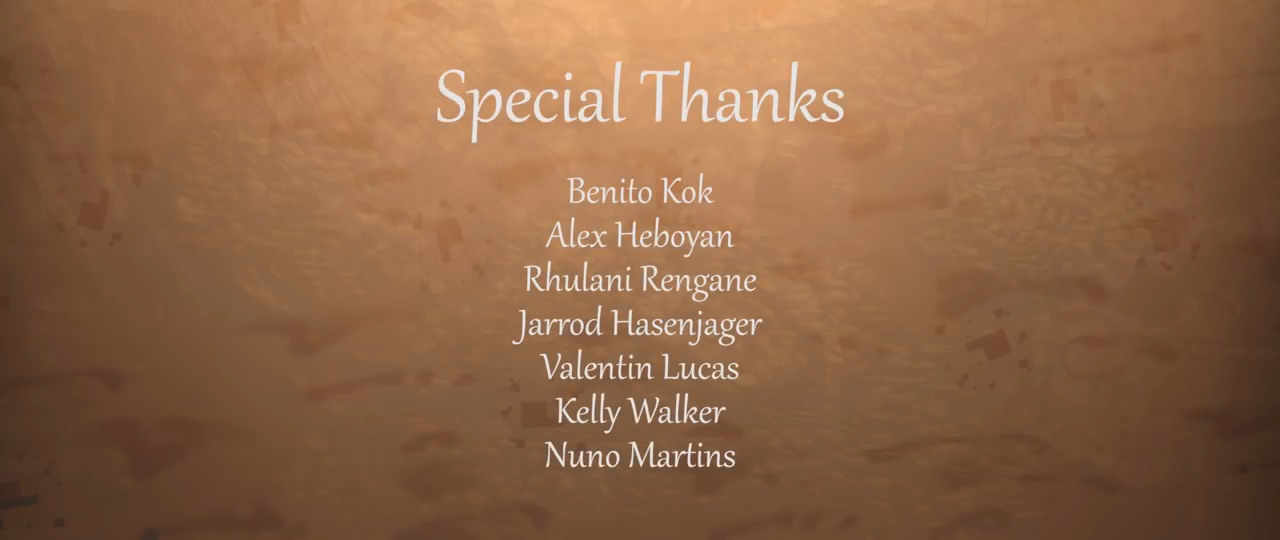 Special Thanks
Benito Kok
Alex Heboyan
Rhulani Rengane
Jarrod Hasenjager
Valentin Lucas
Kelly Walker
Nuno Martins